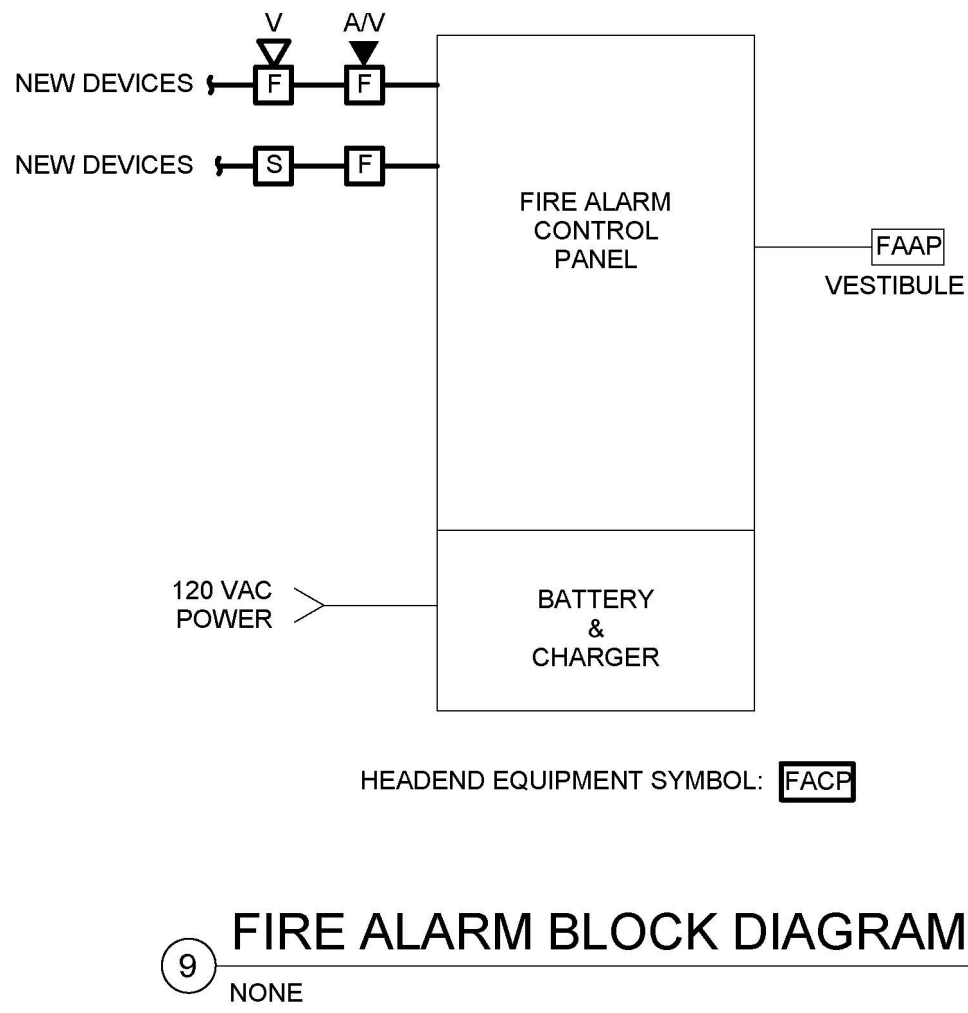 V A/V
NEW DEVICES F F
NEW DEVICES S F
FIRE ALARM
CONTROL
PANEL
FAAP
VESTIBULE
120 VAC
POWER
BATTERY
&
CHARGER
HEADEND EQUIPMENT SYMBOL: FACP
FIRE ALARM BLOCK DIAGRAM
9
NONE